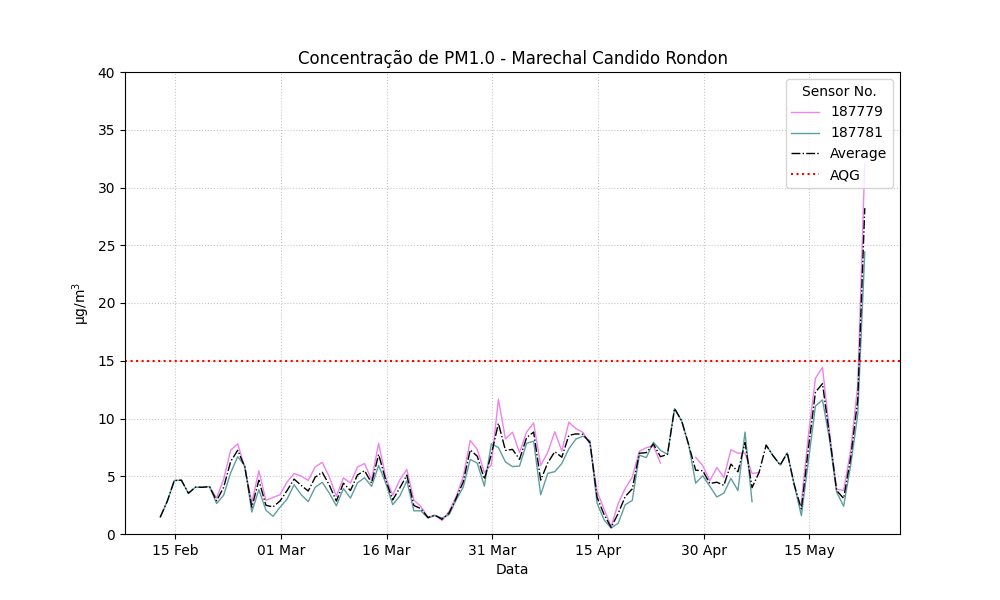 Concentração de PM1.0 - Marechal Candido Rondon
40
35
30
25
20
15
10
5
0
µg/m³
Sensor No.
187779
187781
Average
AQG
15 Feb
01 Mar
16 Mar
31 Mar
15 Apr
30 Apr
15 May
Data